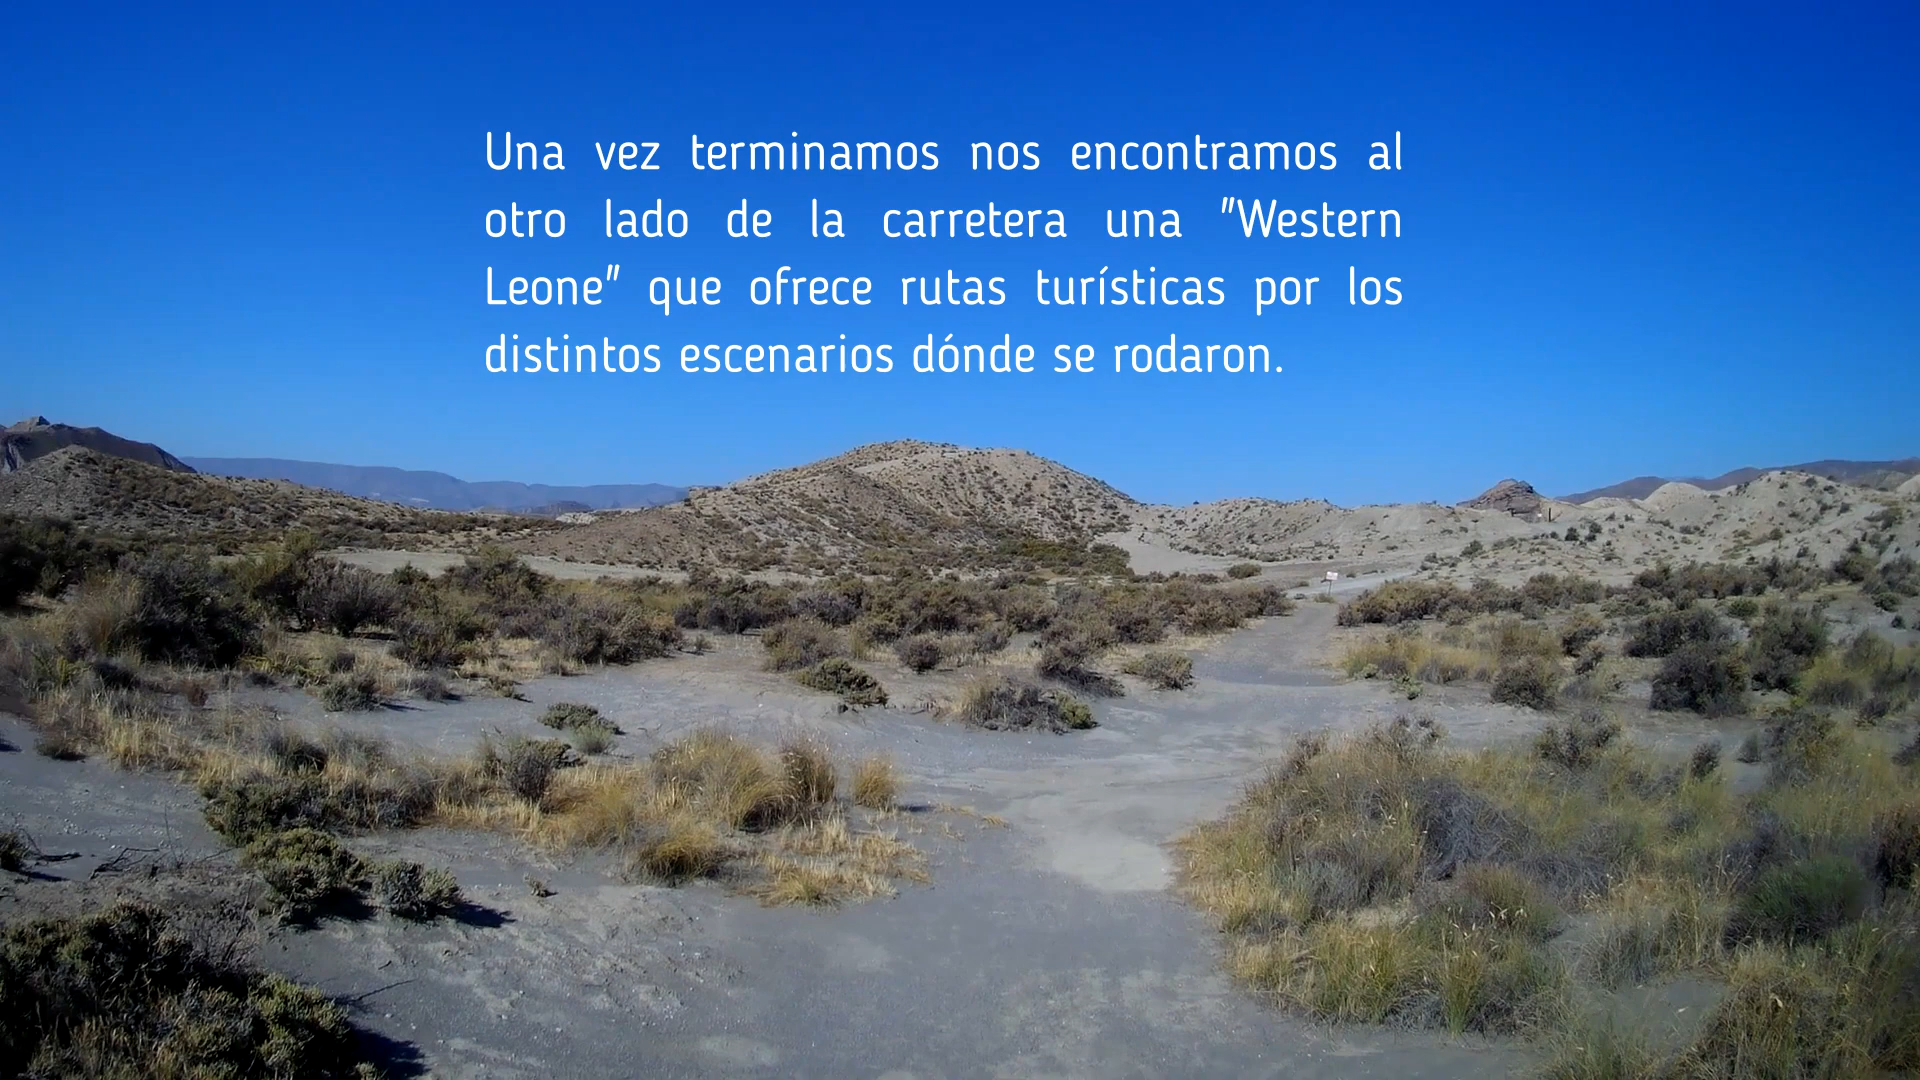 Una vez terminamos nos encontramos al
otro lado de la carretera una "Western
Leone" que ofrece rutas turísticas por los
distintos escenarios dónde se rodaron.